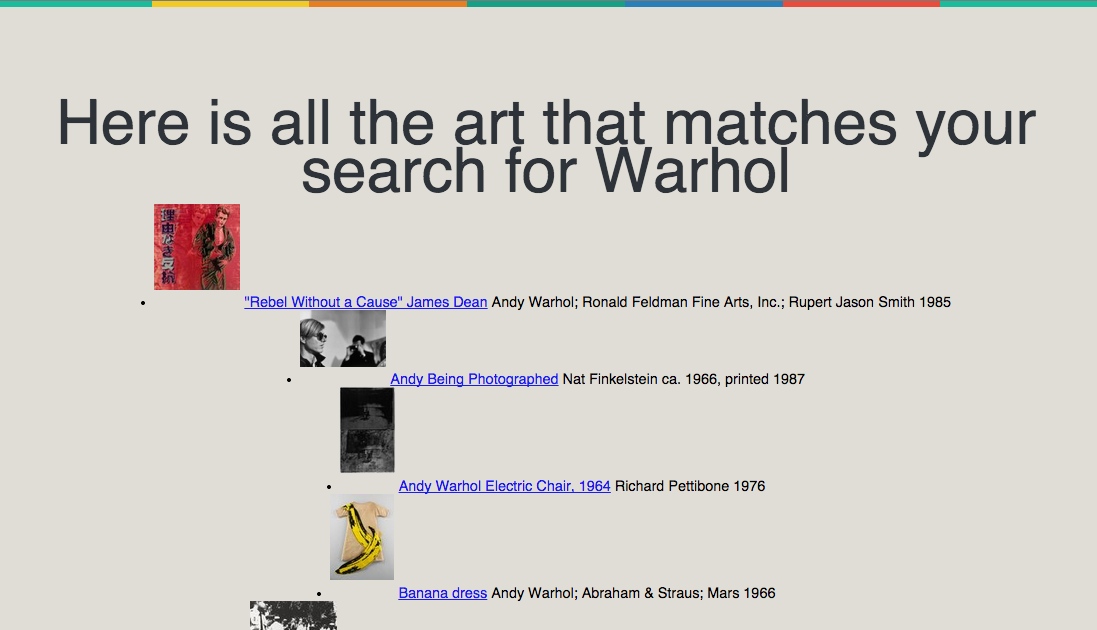 Here is all the art that matches your
search for Warhol
理由なき反抗
"Rebel Without a Cause" James Dean Andy Warhol; Ronald Feldman Fine Arts, Inc.; Rupert Jason Smith 1985
Andy Being Photographed Nat Finkelstein ca. 1966, printed 1987
Andy Warhol Electric Chair, 1964 Richard Pettibone 1976
Banana dress Andy Warhol; Abraham & Straus; Mars 1966